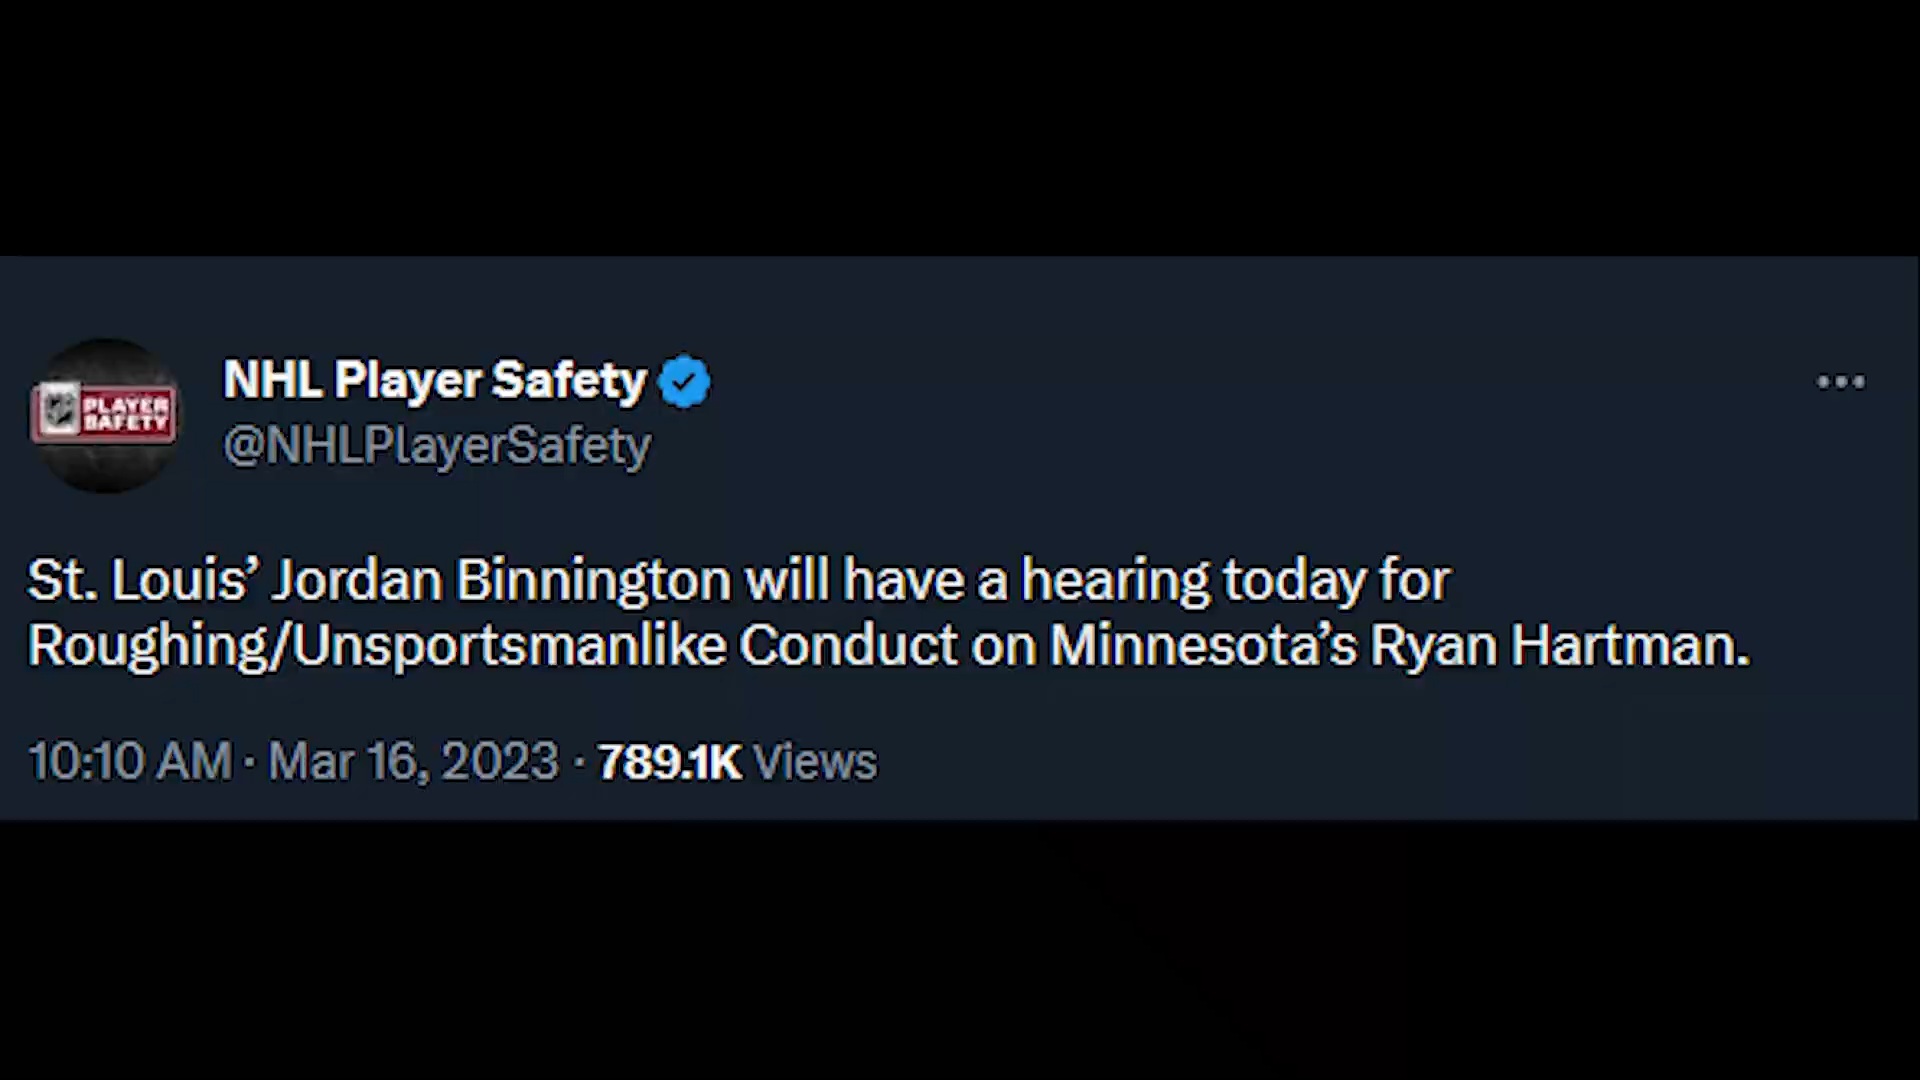 PLAYER
SAFETY
NHL Player Safety
@NHLPlayerSafety
St. Louis’ Jordan Binnington will have a hearing today for
Roughing/Unsportsmanlike Conduct on Minnesota’s Ryan Hartman.
10:10 AM · Mar 16, 2023 · 789.1K Views